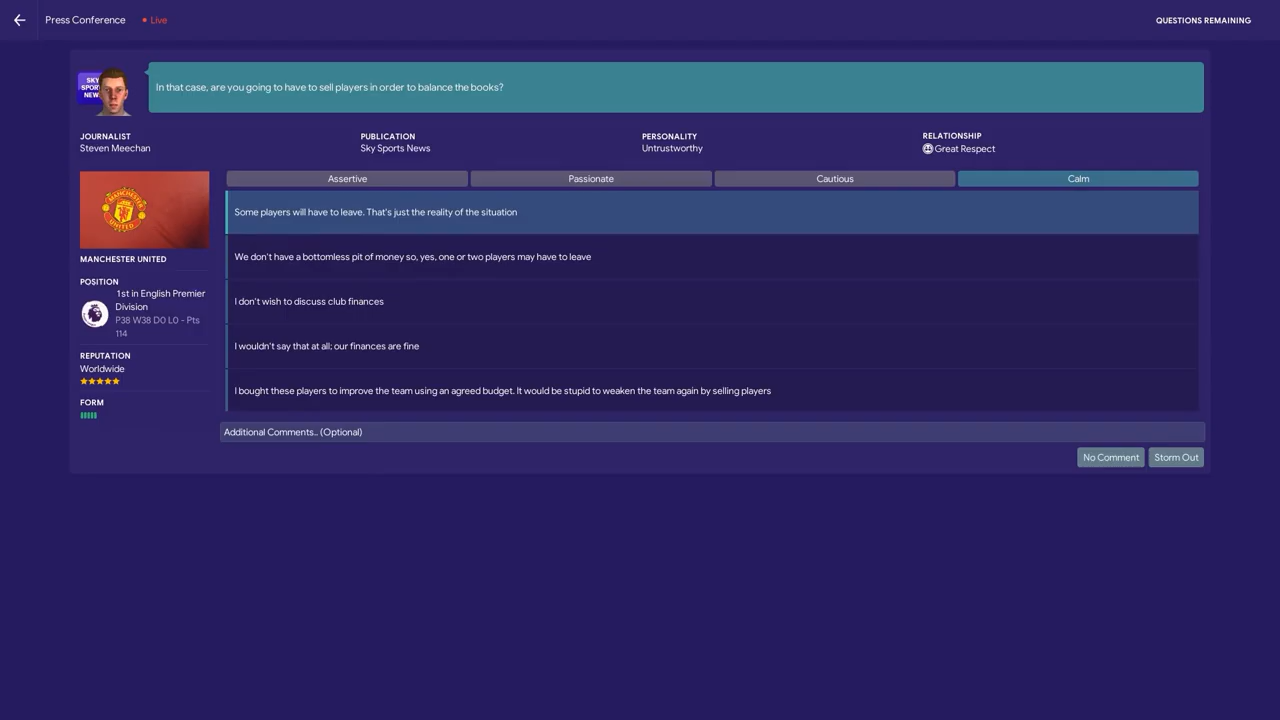 Press Conference
Live
QUESTIONS REMAINING
SKY
SPOR
NEW
In that case, are you going to have to sell players in order to balance the books?
JOURNALIST
Steven Meechan
PUBLICATION
Sky Sports News
PERSONALITY
Untrustworthy
RELATIONSHIP
Great Respect
MANCHESTER
UNITED
MANCHESTER UNITED
POSITION
1st in English Premier
Division
P38 W38 D0 L0 - Pts
114
REPUTATION
Worldwide
FORM
Assertive
Passionate
Cautious
Calm
Some players will have to leave. That's just the reality of the situation
We don't have a bottomless pit of money so, yes, one or two players may have to leave
I don't wish to discuss club finances
I wouldn't say that at all; our finances are fine
I bought these players to improve the team using an agreed budget. It would be stupid to weaken the team again by selling players
Additional Comments.. (Optional)
No Comment
Storm Out